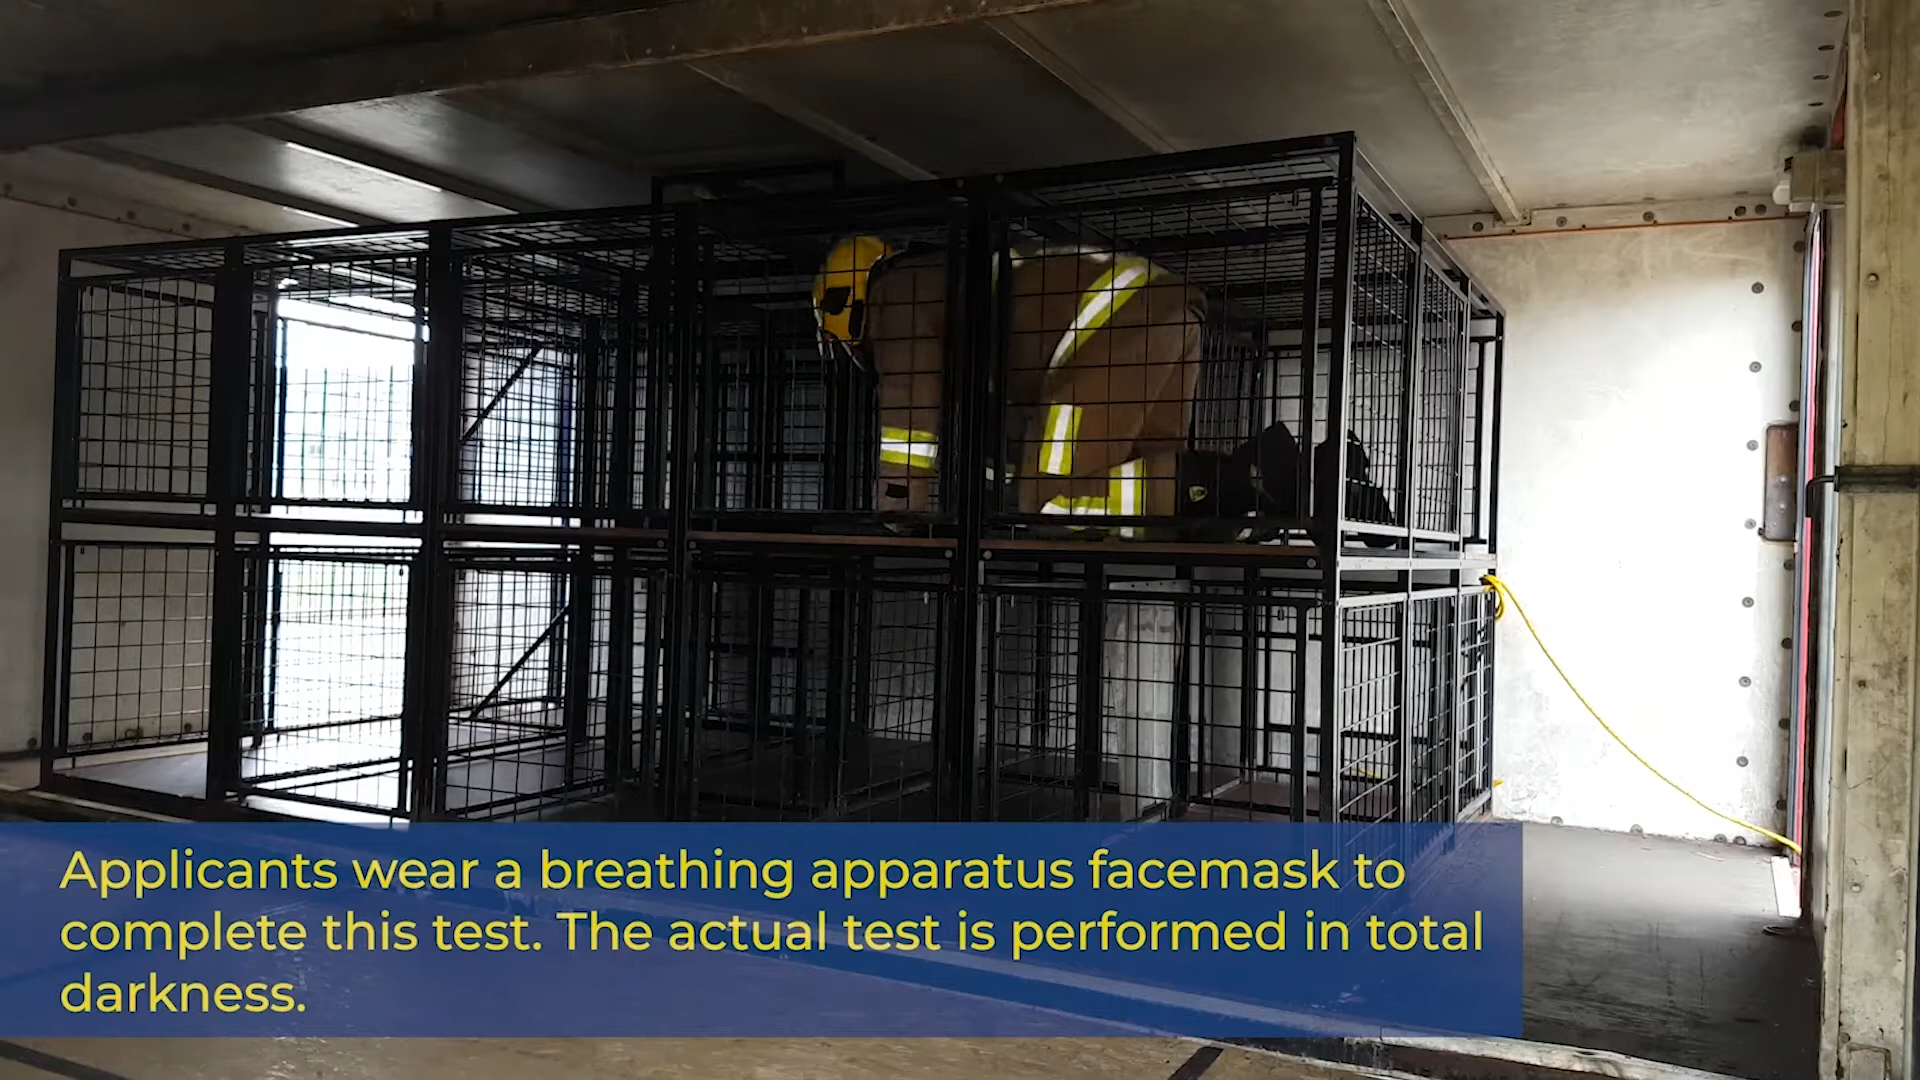 Applicants wear a breathing apparatus facemask to
complete this test. The actual test is performed in total
darkness.